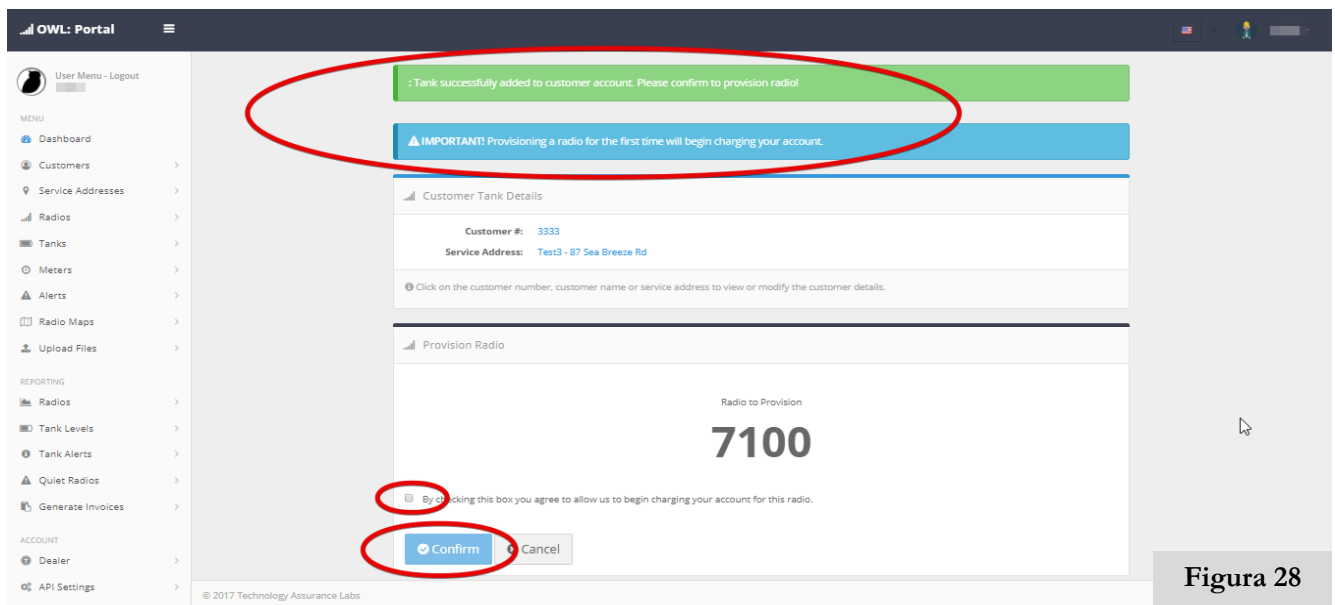 OWL: Portal
User Menu - Logout
MENU
Dashboard
Customers
Service Addresses
Radios
Tanks
Meters
Alerts
Radio Maps
Upload Files
REPORTING
Radios
Tank Levels
Tank Alerts
Quiet Radios
Generate Invoices
ACCOUNT
Dealer
API Settings
: Tank successfully added to customer account. Please confirm to provision radio!
IMPORTANT! Provisioning a radio for the first time will begin charging your account.
Customer Tank Details
Customer #: 3333
Service Address: Test3 - 87 Sea Breeze Rd
Click on the customer number, customer name or service address to view or modify the customer details.
Provision Radio
Radio to Provision
7100
By checking this box you agree to allow us to begin charging your account for this radio.
Confirm Cancel
© 2017 Technology Assurance Labs
Figura 28